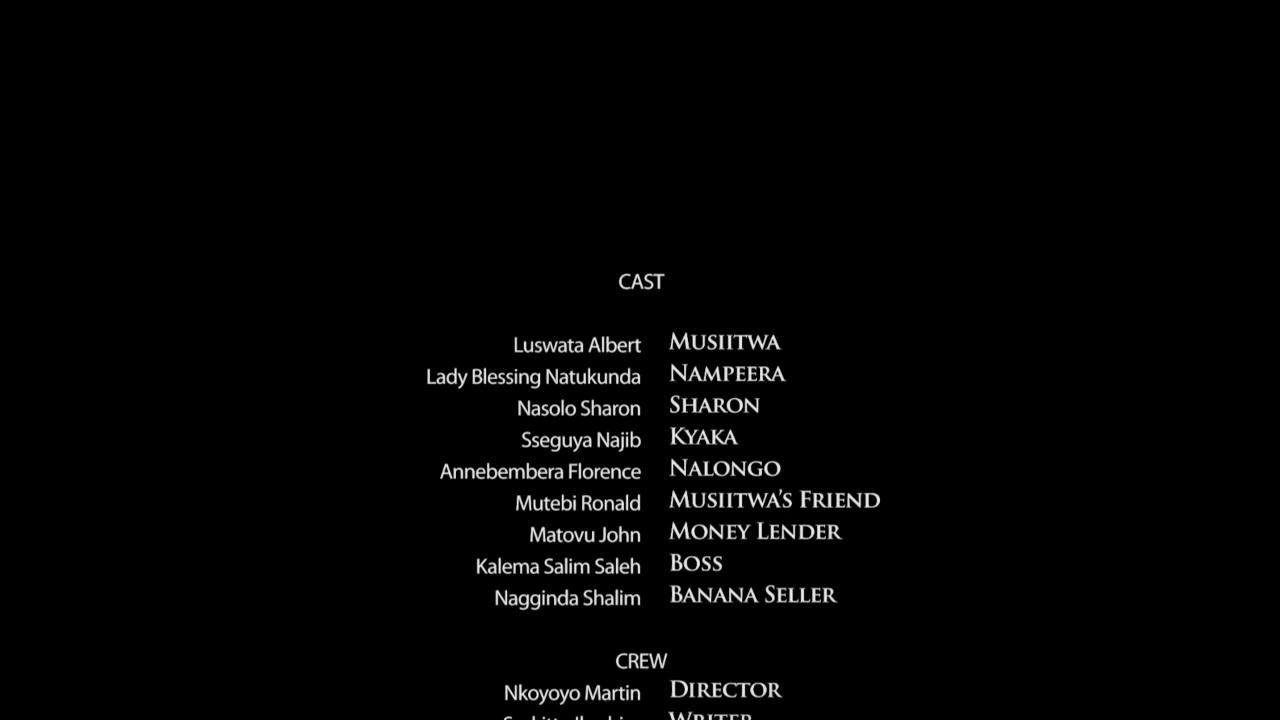 CAST
Luswata Albert Musiitwa
Lady Blessing Natukunda Nampeera
Nasolo Sharon Sharon
Sseguya Najib Kyaka
Annebembera Florence Nalongo
Mutebi Ronald Musiitwa's Friend
Matovu John Money Lender
Kalema Salim Saleh Boss
Nagginda Shalim Banana Seller
CREW
Nkoyoyo Martin Director
Writer